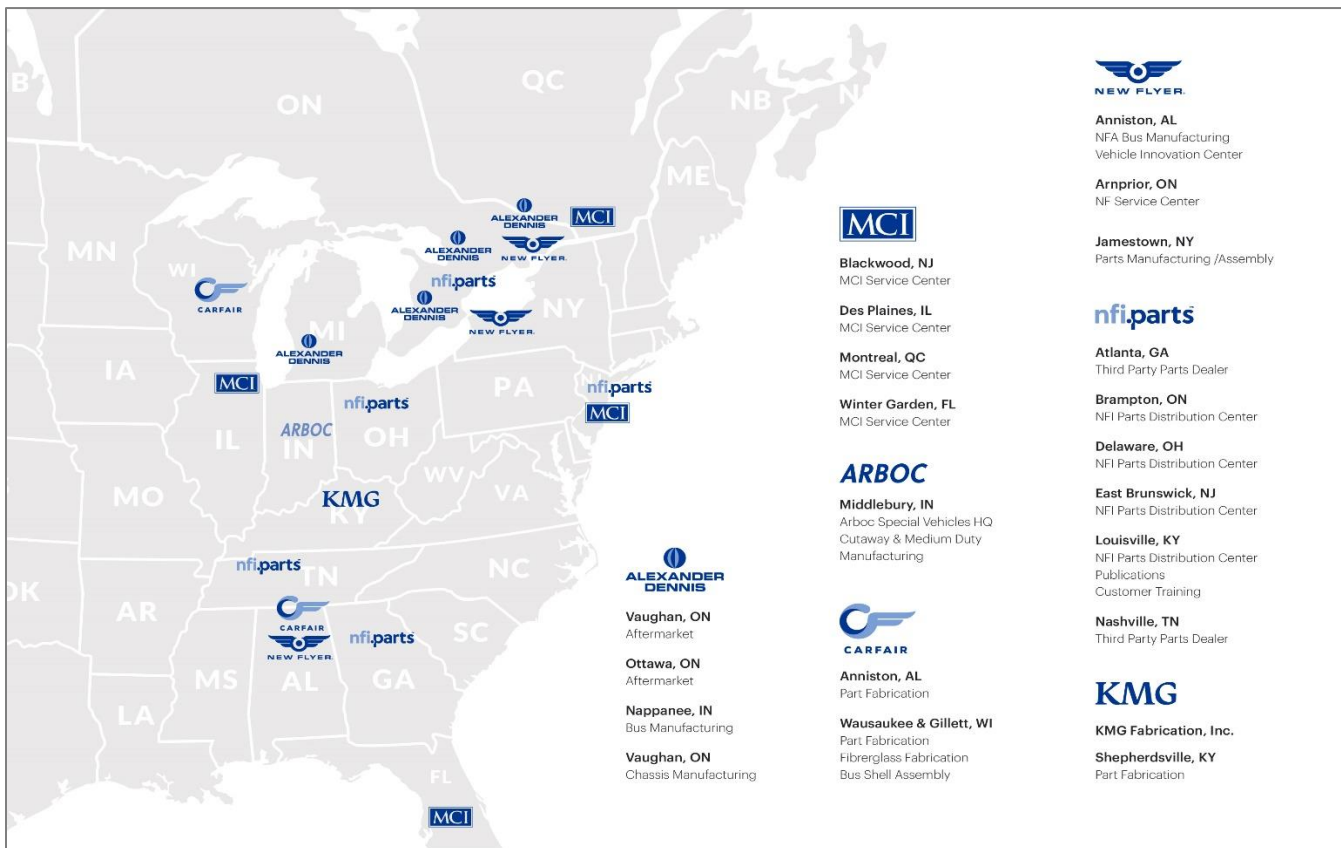 B
ON
QC
NB
N
ME
MN
WI
MI
NY
IA
PA
IL
IN
OH
WV
VA
MO
KY
OK
TN
NC
AR
SC
MS
AL
GA
LA
FL
ALEXANDER
DENNIS
MCI
ALEXANDER
DENNIS
NEW FLYER®
nfi.parts™
ALEXANDER
DENNIS
NEW FLYER®
CARFAIR
ALEXANDER
DENNIS
MCI
nfi.parts™
nfi.parts™
MCI
ARBOC
KMG
nfi.parts™
CARFAIR
NEW FLYER®
nfi.parts™
MCI
ALEXANDER
DENNIS
Vaughan, ON
Aftermarket
Ottawa, ON
Aftermarket
Nappanee, IN
Bus Manufacturing
Vaughan, ON
Chassis Manufacturing
MCI
Blackwood, NJ
MCI Service Center
Des Plaines, IL
MCI Service Center
Montreal, QC
MCI Service Center
Winter Garden, FL
MCI Service Center
ARBOC
Middlebury, IN
Arboc Special Vehicles HQ
Cutaway & Medium Duty
Manufacturing
CARFAIR
Anniston, AL
Part Fabrication
Wausaukee & Gillett, WI
Part Fabrication
Fibrerglass Fabrication
Bus Shell Assembly
NEW FLYER®
Anniston, AL
NFA Bus Manufacturing
Vehicle Innovation Center
Arnprior, ON
NF Service Center
Jamestown, NY
Parts Manufacturing /Assembly
nfi.parts™
Atlanta, GA
Third Party Parts Dealer
Brampton, ON
NFI Parts Distribution Center
Delaware, OH
NFI Parts Distribution Center
East Brunswick, NJ
NFI Parts Distribution Center
Louisville, KY
NFI Parts Distribution Center
Publications
Customer Training
Nashville, TN
Third Party Parts Dealer
KMG
KMG Fabrication, Inc.
Shepherdsville, KY
Part Fabrication